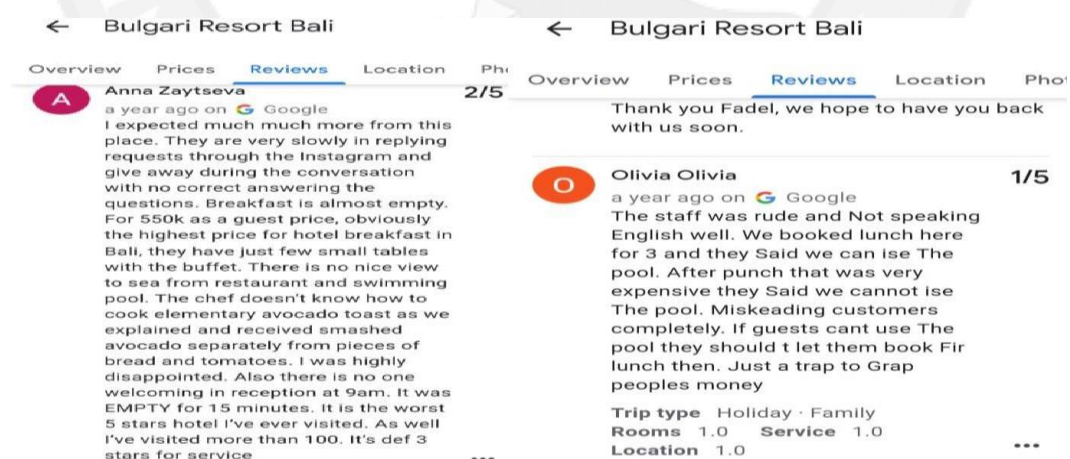 Bulgari Resort Bali
Overview Prices Reviews Location
Anna Zaytseva 2/5
A
a year ago on Google
I expected much much more from this
place. They are very slowly in replying
requests through the Instagram and
give away during the conversation
with no correct answering the
questions. Breakfast is almost empty.
For 550k as a guest price, obviously
the highest price for hotel breakfast in
Bali, they have just few small tables
with the buffet. There is no nice view
to sea from restaurant and swimming
pool. The chef doesn't know how to
cook elementary avocado toast as we
explained and received smashed
avocado separately from pieces of
bread and tomatoes. I was highly
disappointed. Also there is no one
welcoming in reception at 9am. It was
EMPTY for 15 minutes. It is the worst
5 stars hotel I've ever visited. As well
I've visited more than 100. It's def 3
stars for service
Bulgari Resort Bali
Overview Prices Reviews Location
Thank you Fadel, we hope to have you back
with us soon.
Olivia Olivia 1/5
O
a year ago on Google
The staff was rude and Not speaking
English well. We booked lunch here
for 3 and they Said we can ise The
pool. After punch that was very
expensive they Said we cannot ise
The pool. Miskeading customers
completely. If guests cant use The
pool they should t let them book Fir
lunch then. Just a trap to Grap
peoples money
Trip type Holiday · Family
Rooms 1.0 Service 1.0
Location 1.0